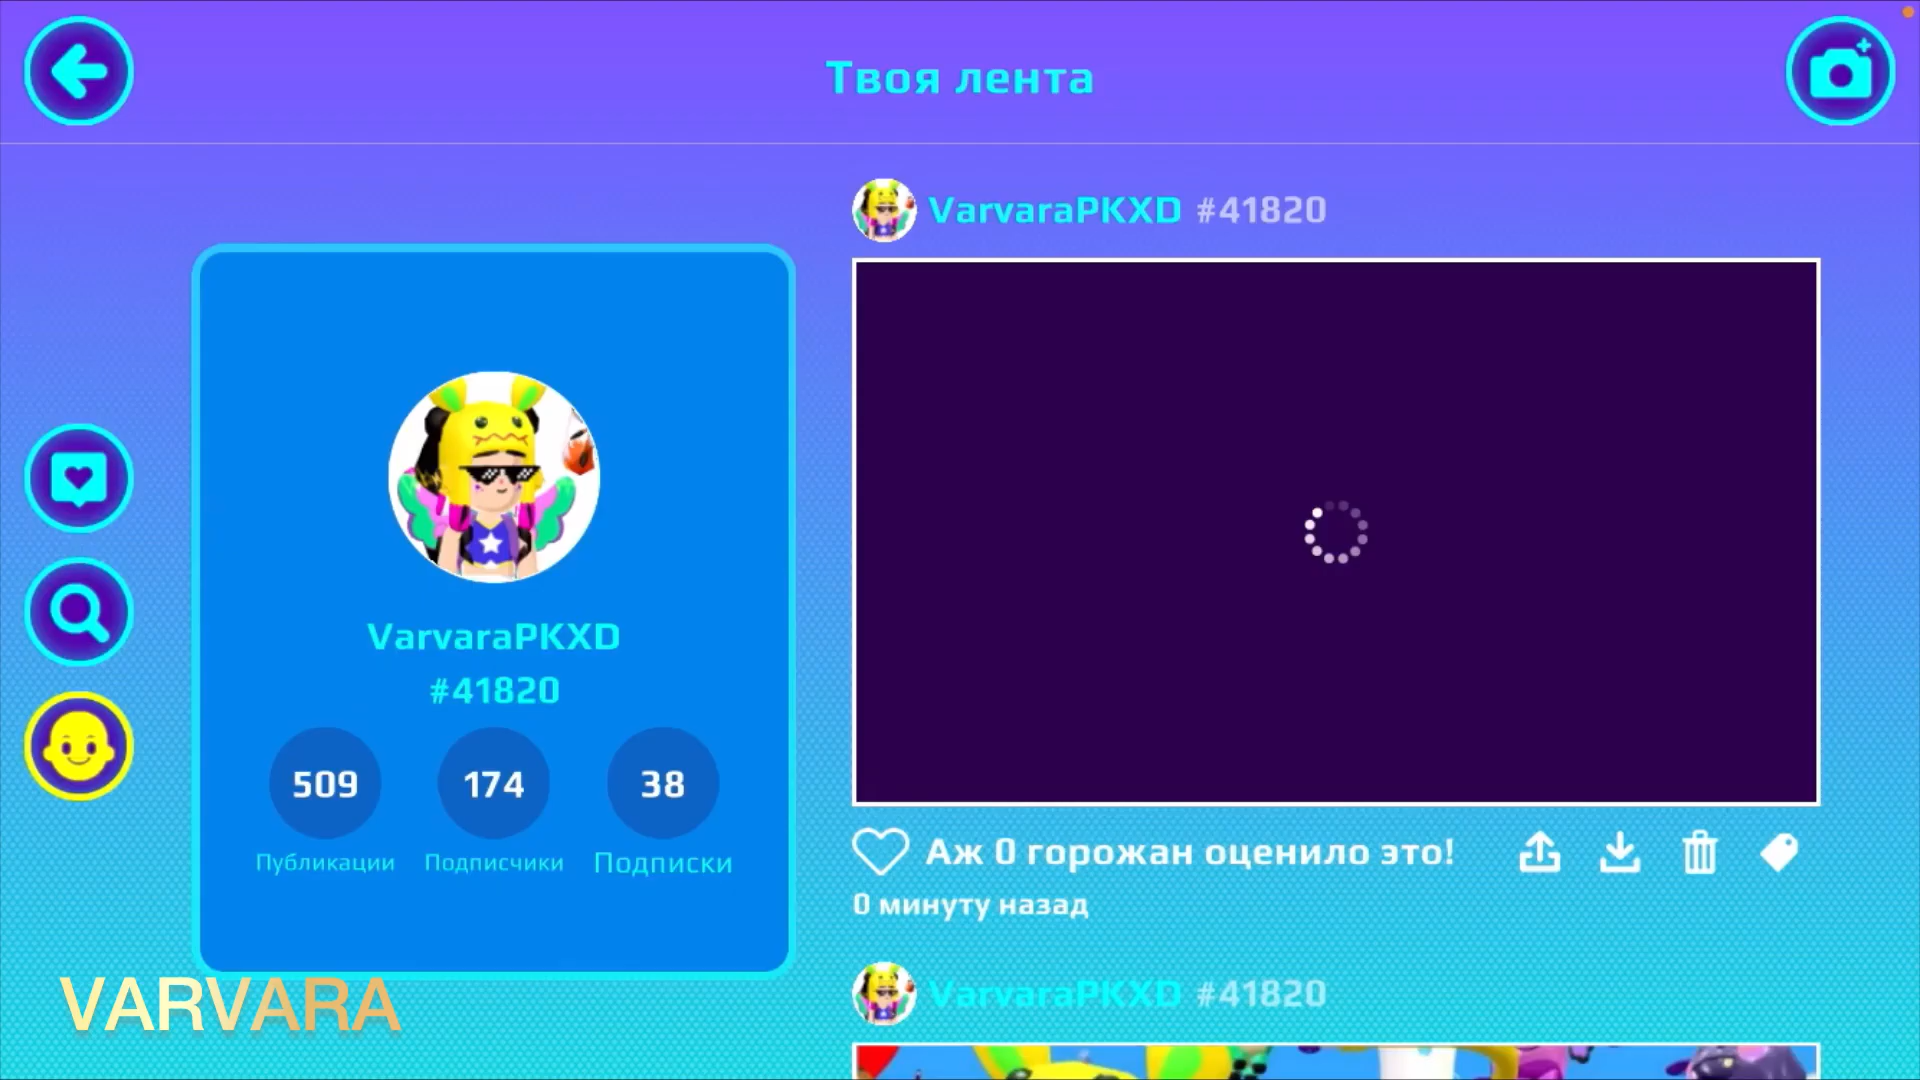 Твоя лента
VarvaraPKXD #41820
VarvaraPKXD
#41820
509
174
38
Публикации
Подписчики
Подписки
Аж 0 горожан оценило это!
0 минуту назад
VarvaraPKXD #41820
VARVARA